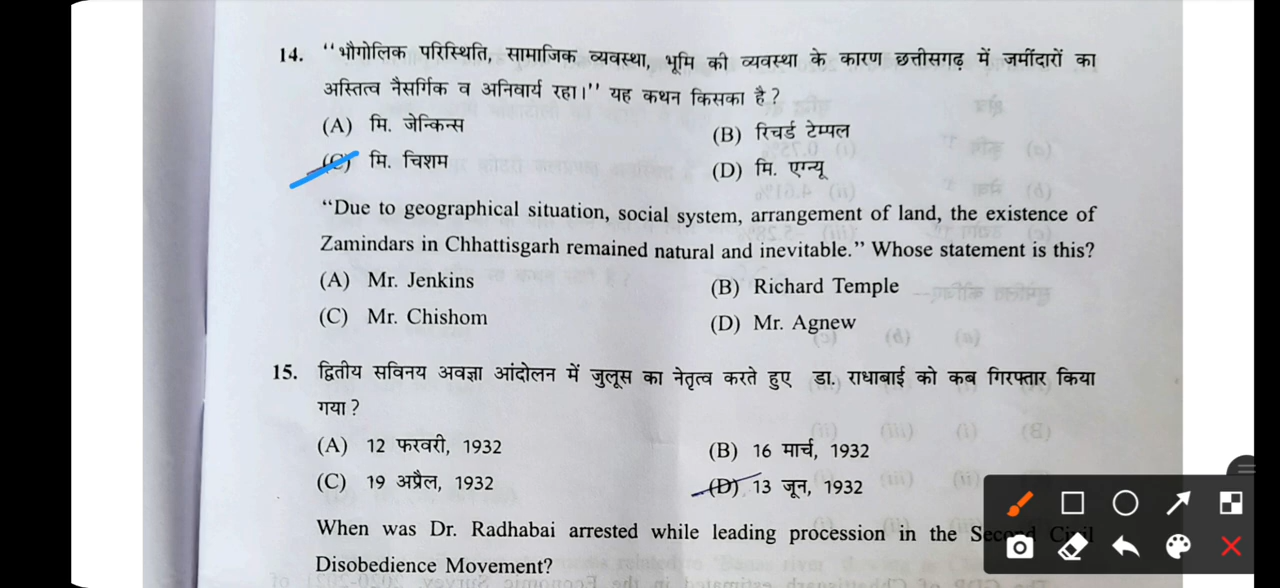 14. ‘‘भौगोलिक परिस्थिति, सामाजिक व्यवस्था, भूमि की व्यवस्था के कारण छत्तीसगढ़ में जमींदारों का
अस्तित्व नैसर्गिक व अनिवार्य रहा।’’ यह कथन किसका है ?
(A) मि. जेन्किन्स (B) रिचर्ड टेम्पल
(C) मि. चिशम (D) मि. एग्न्यू
“Due to geographical situation, social system, arrangement of land, the existence of
Zamindars in Chhattisgarh remained natural and inevitable.” Whose statement is this?
(A) Mr. Jenkins (B) Richard Temple
(C) Mr. Chishom (D) Mr. Agnew
15. द्वितीय सविनय अवज्ञा आंदोलन में जुलूस का नेतृत्व करते हुए डा. राधाबाई को कब गिरफ्तार किया
गया ?
(A) 12 फरवरी, 1932 (B) 16 मार्च, 1932
(C) 19 अप्रैल, 1932 (D) 13 जून, 1932
When was Dr. Radhabai arrested while leading procession in the Second Civil
Disobedience Movement?